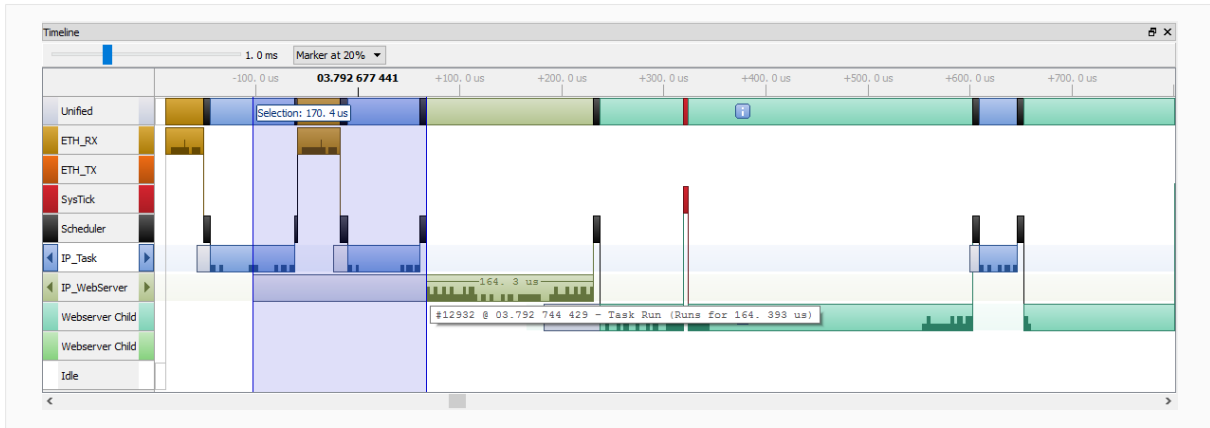 Timeline
1. 0 ms Marker at 20%
-100. 0 us 03.792 677 441 +100. 0 us +200. 0 us +300. 0 us +400. 0 us +500. 0 us +600. 0 us +700. 0 us
Unified
Selection: 170. 4 us
i
ETH_RX
ETH_TX
SysTick
Scheduler
IP_Task
IP_WebServer
164. 3 us
#12932 @ 03.792 744 429 - Task Run (Runs for 164. 393 us)
Webserver Child
Webserver Child
Idle